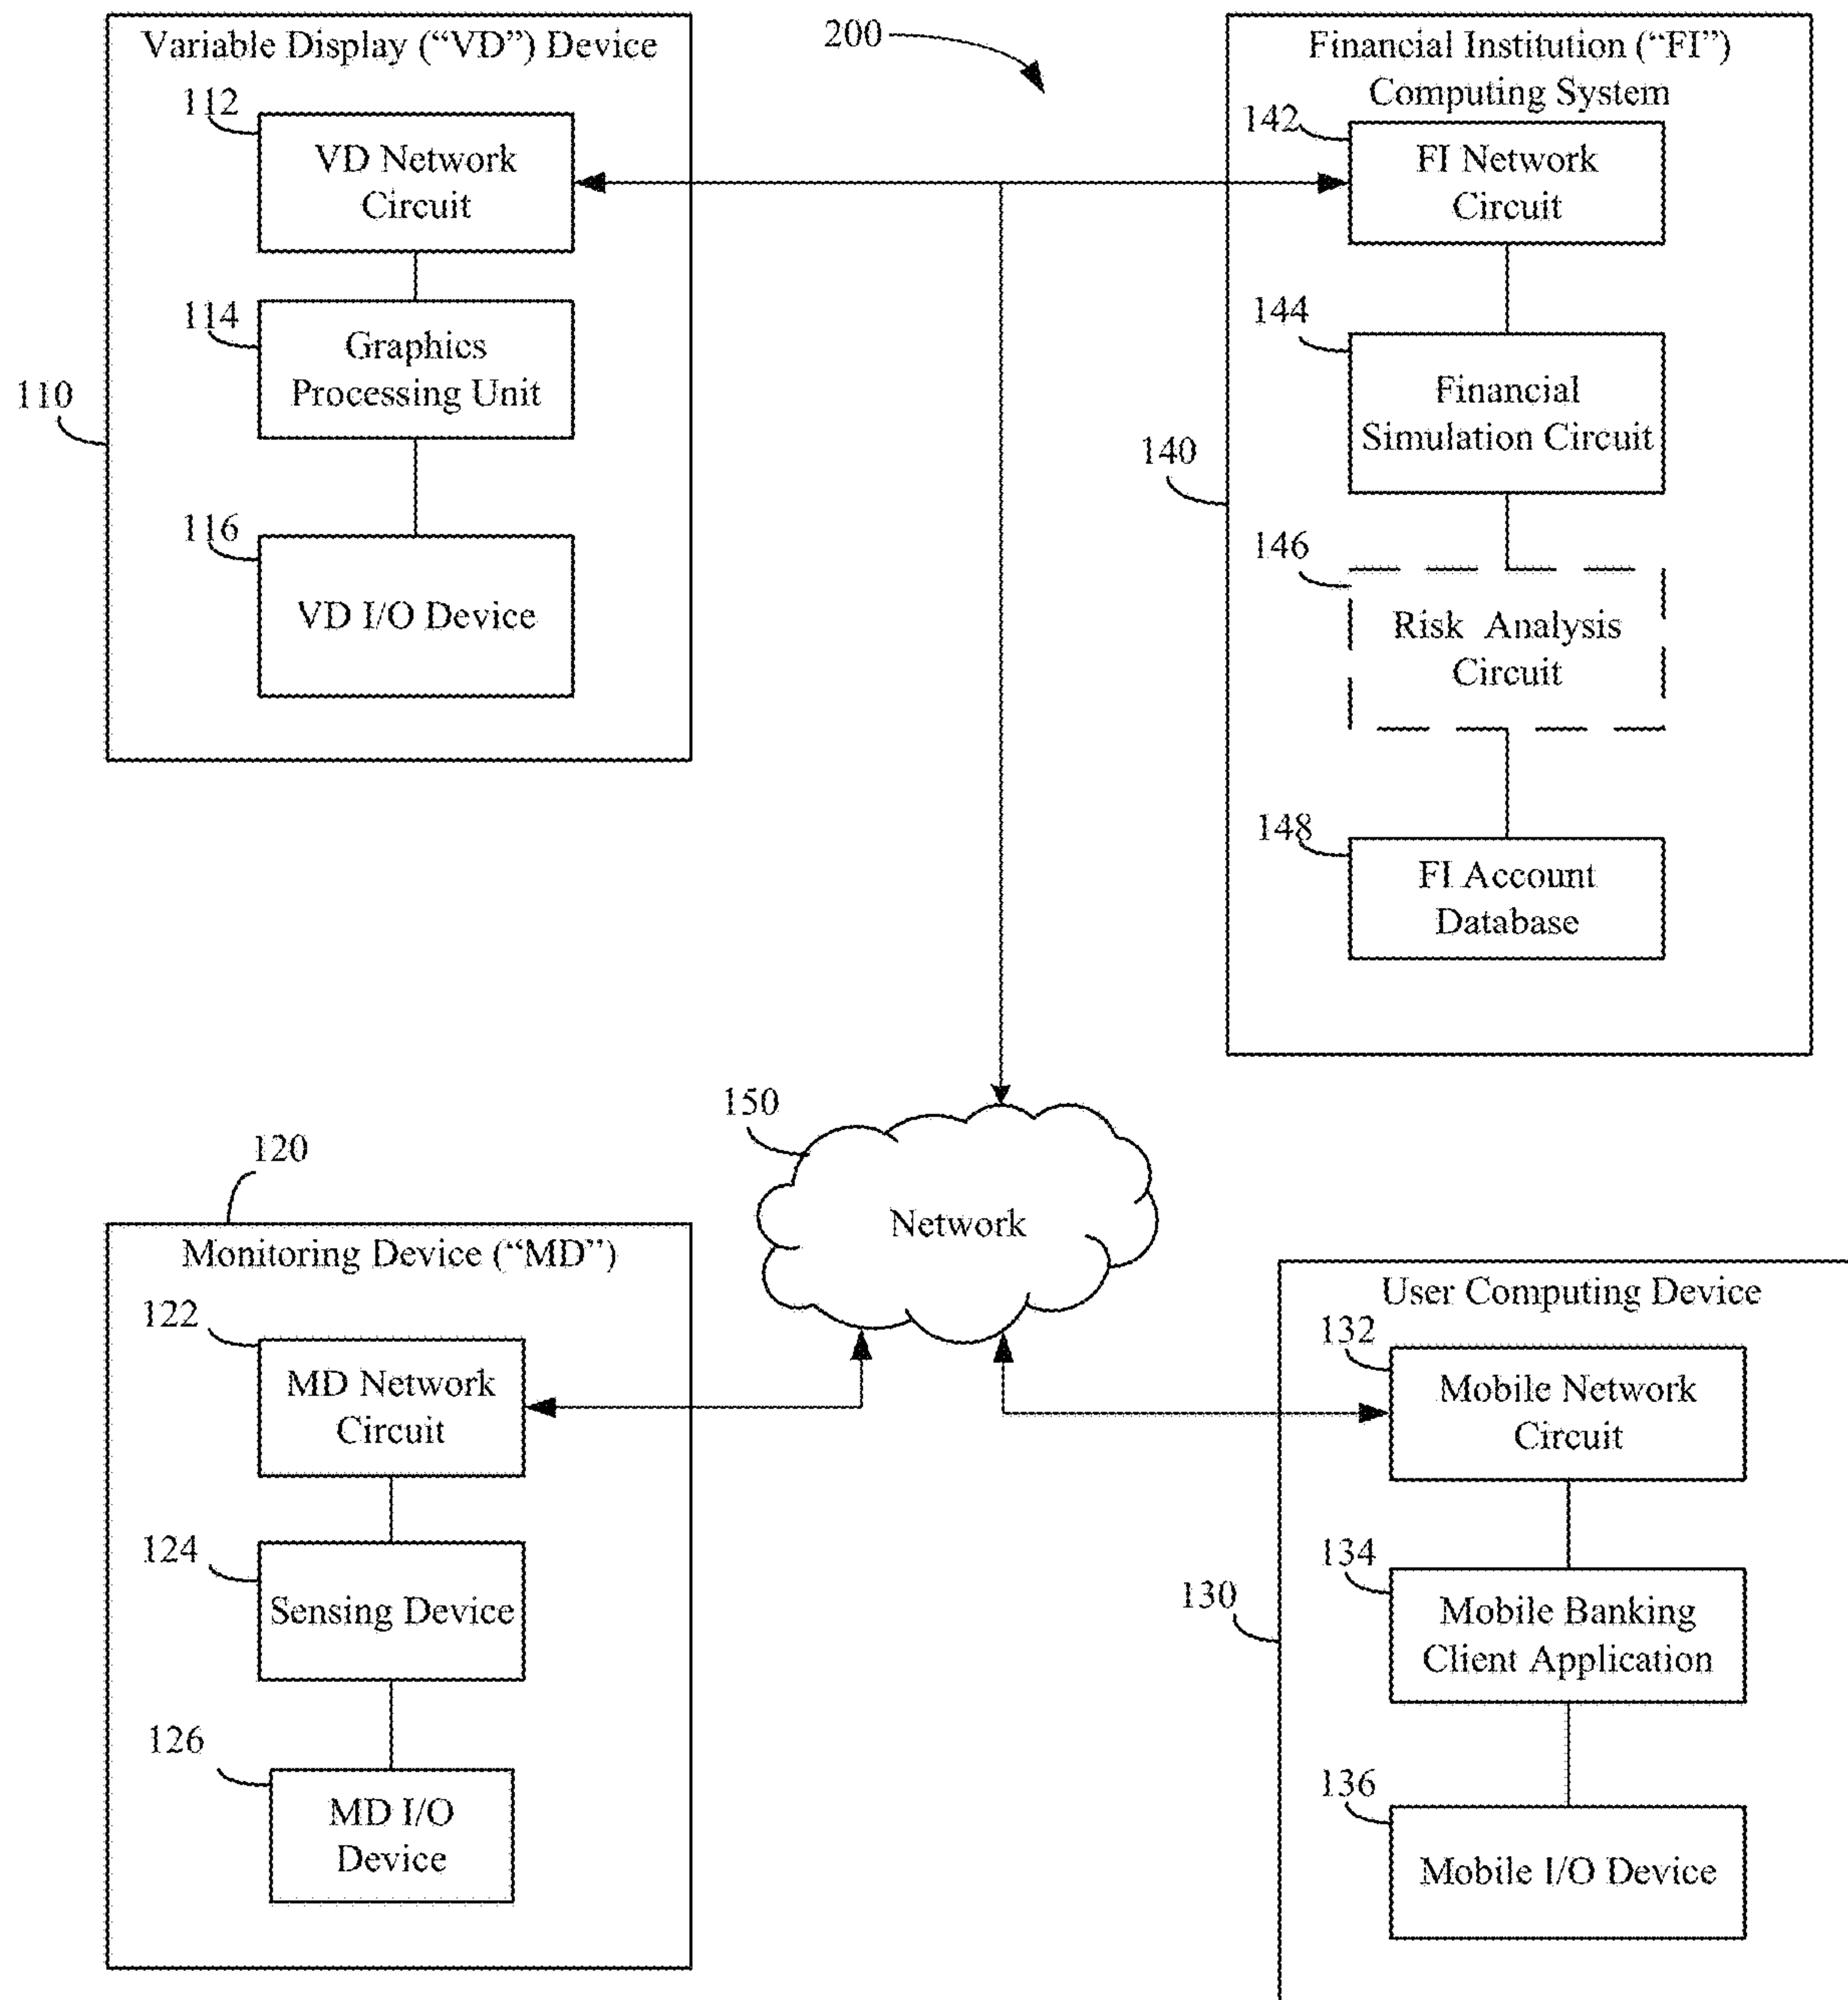 200
Variable Display (“VD”) Device
112
VD Network
Circuit
114
Graphics
Processing Unit
110
116
VD I/O Device
Financial Institution (“FI”)
Computing System
142
FI Network
Circuit
144
Financial
Simulation Circuit
140
146
Risk Analysis
Circuit
148
FI Account
Database
150
Network
120
Monitoring Device (“MD”)
122
MD Network
Circuit
124
Sensing Device
126
MD I/O
Device
User Computing Device
132
Mobile Network
Circuit
134
Mobile Banking
Client Application
130
136
Mobile I/O Device